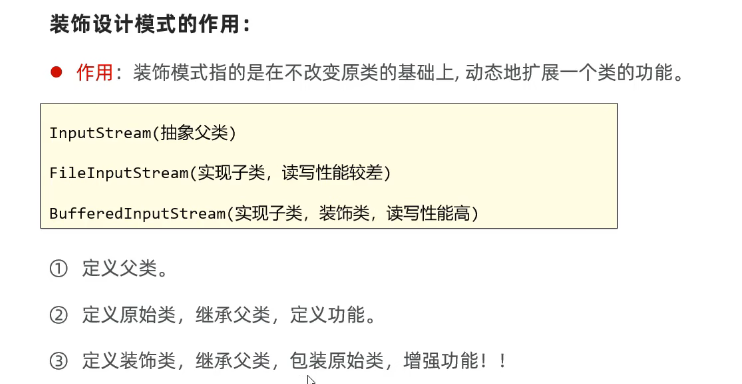 装饰设计模式的作用：
● 作用：装饰模式指的是在不改变原类的基础上, 动态地扩展一个类的功能。
InputStream(抽象父类)
FileInputStream(实现子类，读写性能较差)
BufferedInputStream(实现子类，装饰类，读写性能高)
① 定义父类。
② 定义原始类，继承父类，定义功能。
③ 定义装饰类，继承父类，包装原始类，增强功能！！